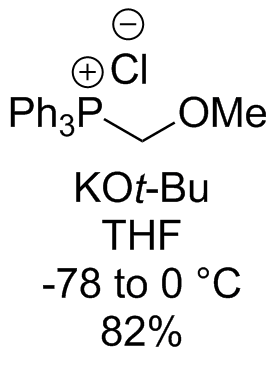 ⊖
⊕ Cl
Ph₃P OMe
KOt-Bu
THF
-78 to 0 °C
82%